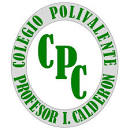 COLEGIO POLIVALENTE
CPC
PROFESOR I. CALDERON